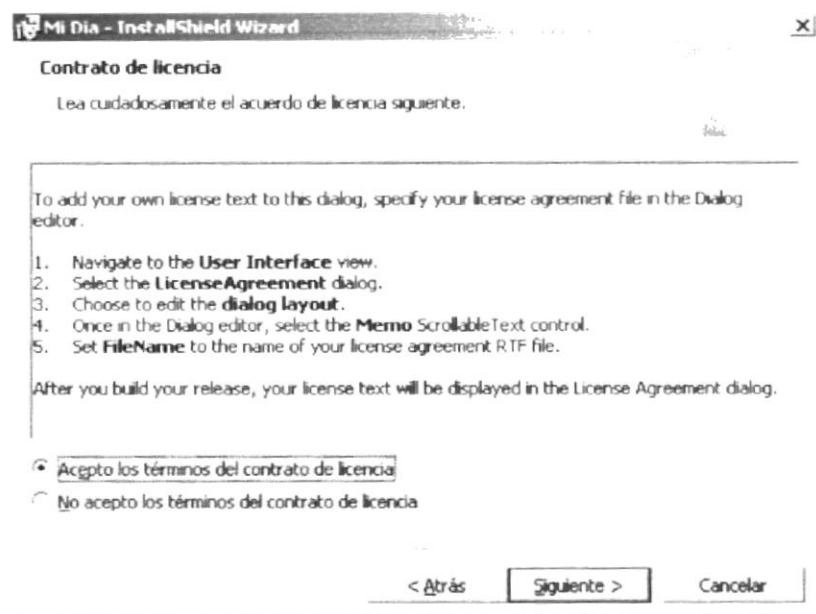 Mi Dia - InstallShield Wizard
Contrato de licencia
Lea cuidadosamente el acuerdo de licencia siguiente.
To add your own license text to this dialog, specify your license agreement file in the Dialog
editor.
1. Navigate to the User Interface view.
2. Select the LicenseAgreement dialog.
3. Choose to edit the dialog layout.
4. Once in the Dialog editor, select the Memo ScrollableText control.
5. Set FileName to the name of your license agreement RTF file.
After you build your release, your license text will be displayed in the License Agreement dialog.
Acepto los términos del contrato de licencia
No acepto los términos del contrato de licencia
< Atrás Siguiente > Cancelar